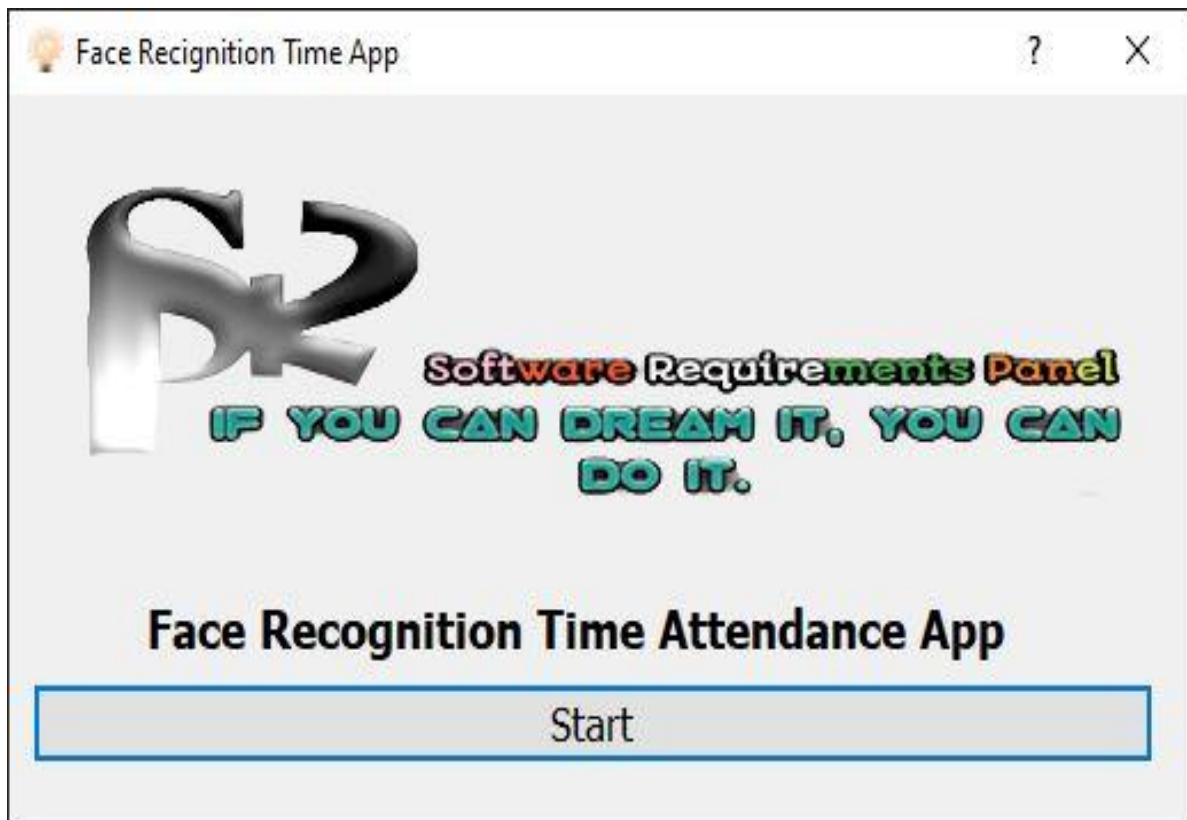 Face Recignition Time App
?
Software Requirements Panel
IF YOU CAN DREAM IT, YOU CAN
DO IT.
Face Recognition Time Attendance App
Start